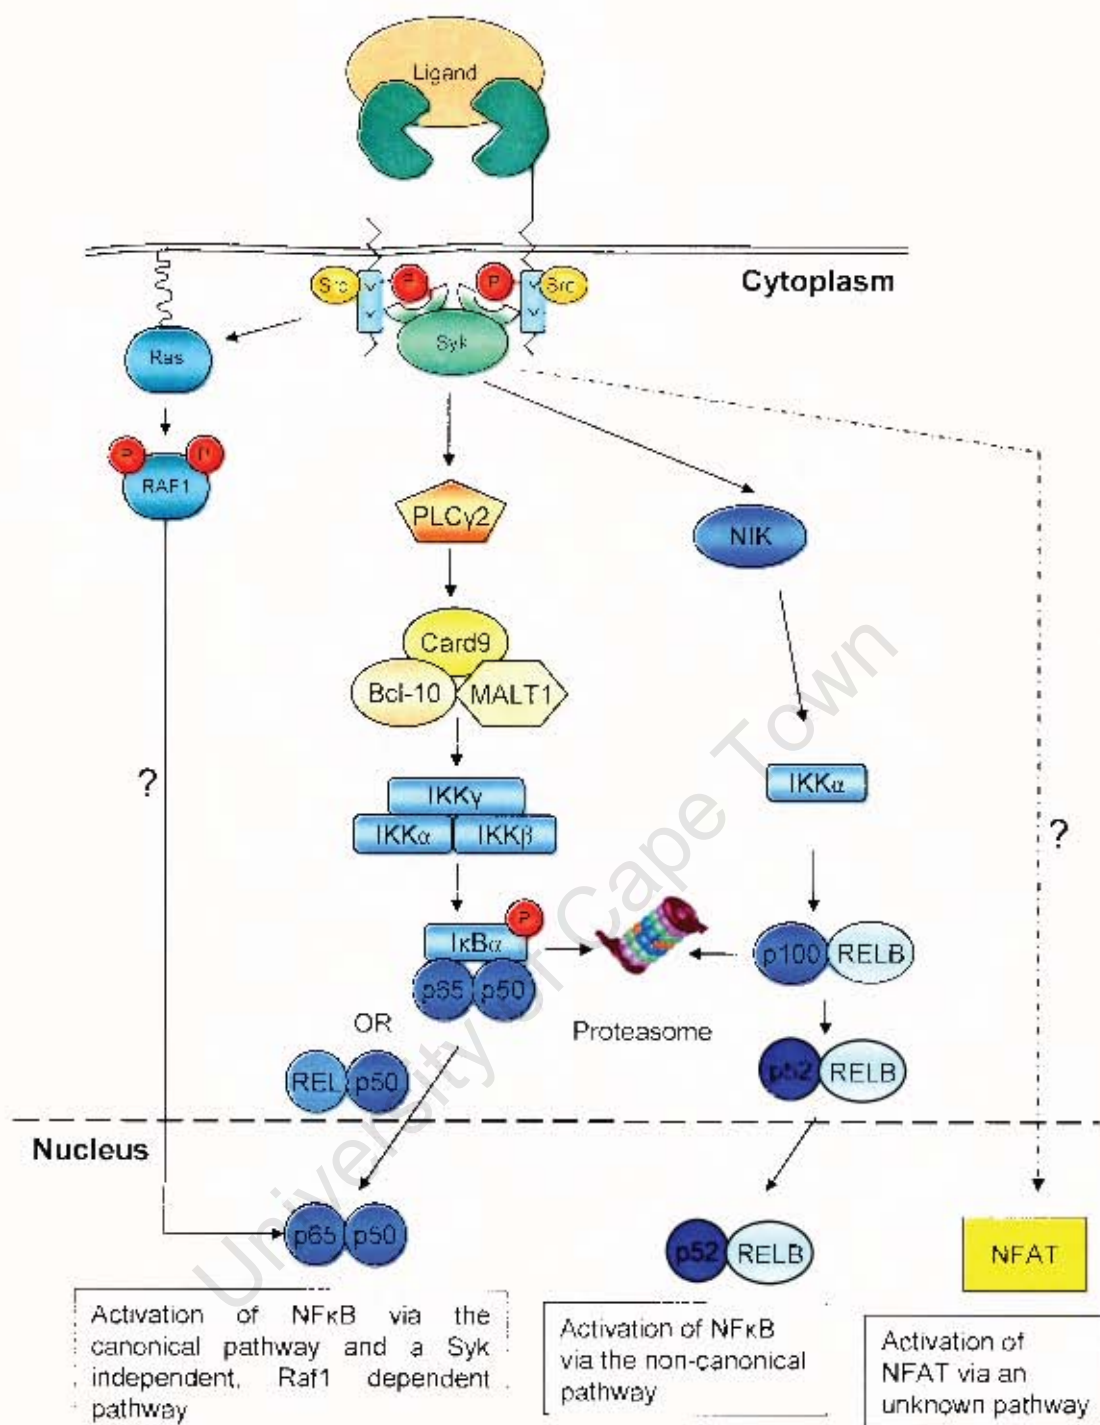 Ligand
Cytoplasm
Src
P
P
Src
Syk
Ras
P
RAF1
PLCγ2
NIK
Card9
Bcl-10
MALT1
?
IKKγ
IKKα
IKKα
IKKβ
?
P
IκBα
p65
p50
p100
RELB
OR
Proteasome
REL
p50
p52
RELB
Nucleus
p65
p50
p52
RELB
NFAT
Activation of NFκB via the
canonical pathway and a Syk
independent, Raf1 dependent
pathway
Activation of NFκB
via the non-canonical
pathway
Activation of
NFAT via an
unknown pathway
University of Cape Town